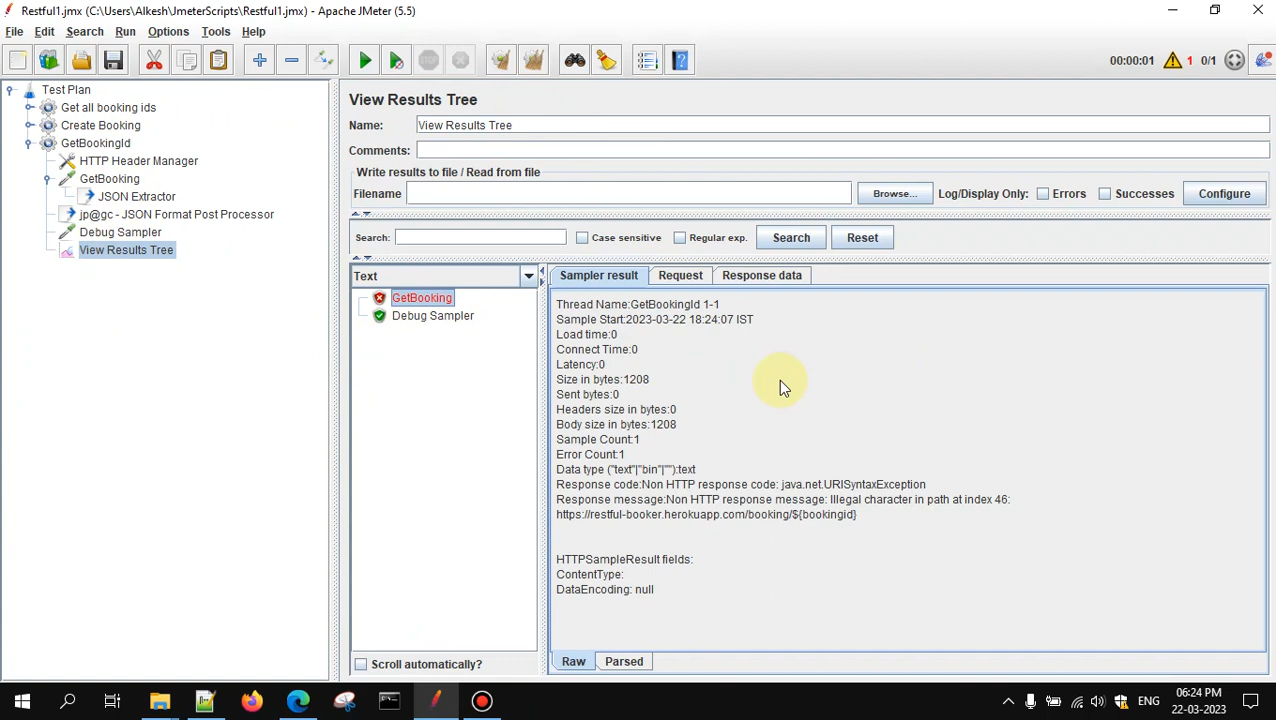 Restful1.jmx (C:\Users\Alkesh\JmeterScripts\Restful1.jmx) - Apache JMeter (5.5)
File Edit Search Run Options Tools Help
STOP
00:00:01 1 0/1
Test Plan
Get all booking ids
Create Booking
GetBookingId
HTTP Header Manager
GetBooking
JSON Extractor
jp@gc - JSON Format Post Processor
Debug Sampler
View Results Tree
View Results Tree
Name: View Results Tree
Comments:
Write results to file / Read from file
Filename Browse... Log/Display Only: Errors Successes Configure
Search: Case sensitive Regular exp. Search Reset
Text
GetBooking
Debug Sampler
Scroll automatically?
Sampler result Request Response data
Thread Name:GetBookingId 1-1
Sample Start:2023-03-22 18:24:07 IST
Load time:0
Connect Time:0
Latency:0
Size in bytes:1208
Sent bytes:0
Headers size in bytes:0
Body size in bytes:1208
Sample Count:1
Error Count:1
Data type ("text"|"bin"|""):text
Response code:Non HTTP response code: java.net.URISyntaxException
Response message:Non HTTP response message: Illegal character in path at index 46:
https://restful-booker.herokuapp.com/booking/${bookingid}
HTTPSampleResult fields:
ContentType:
DataEncoding: null
Raw Parsed
ENG
06:24 PM
22-03-2023